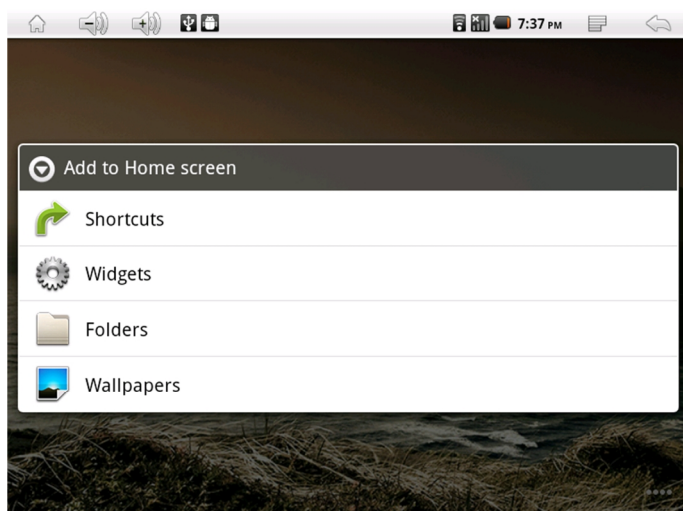 7:37 PM
Add to Home screen
Shortcuts
Widgets
Folders
Wallpapers